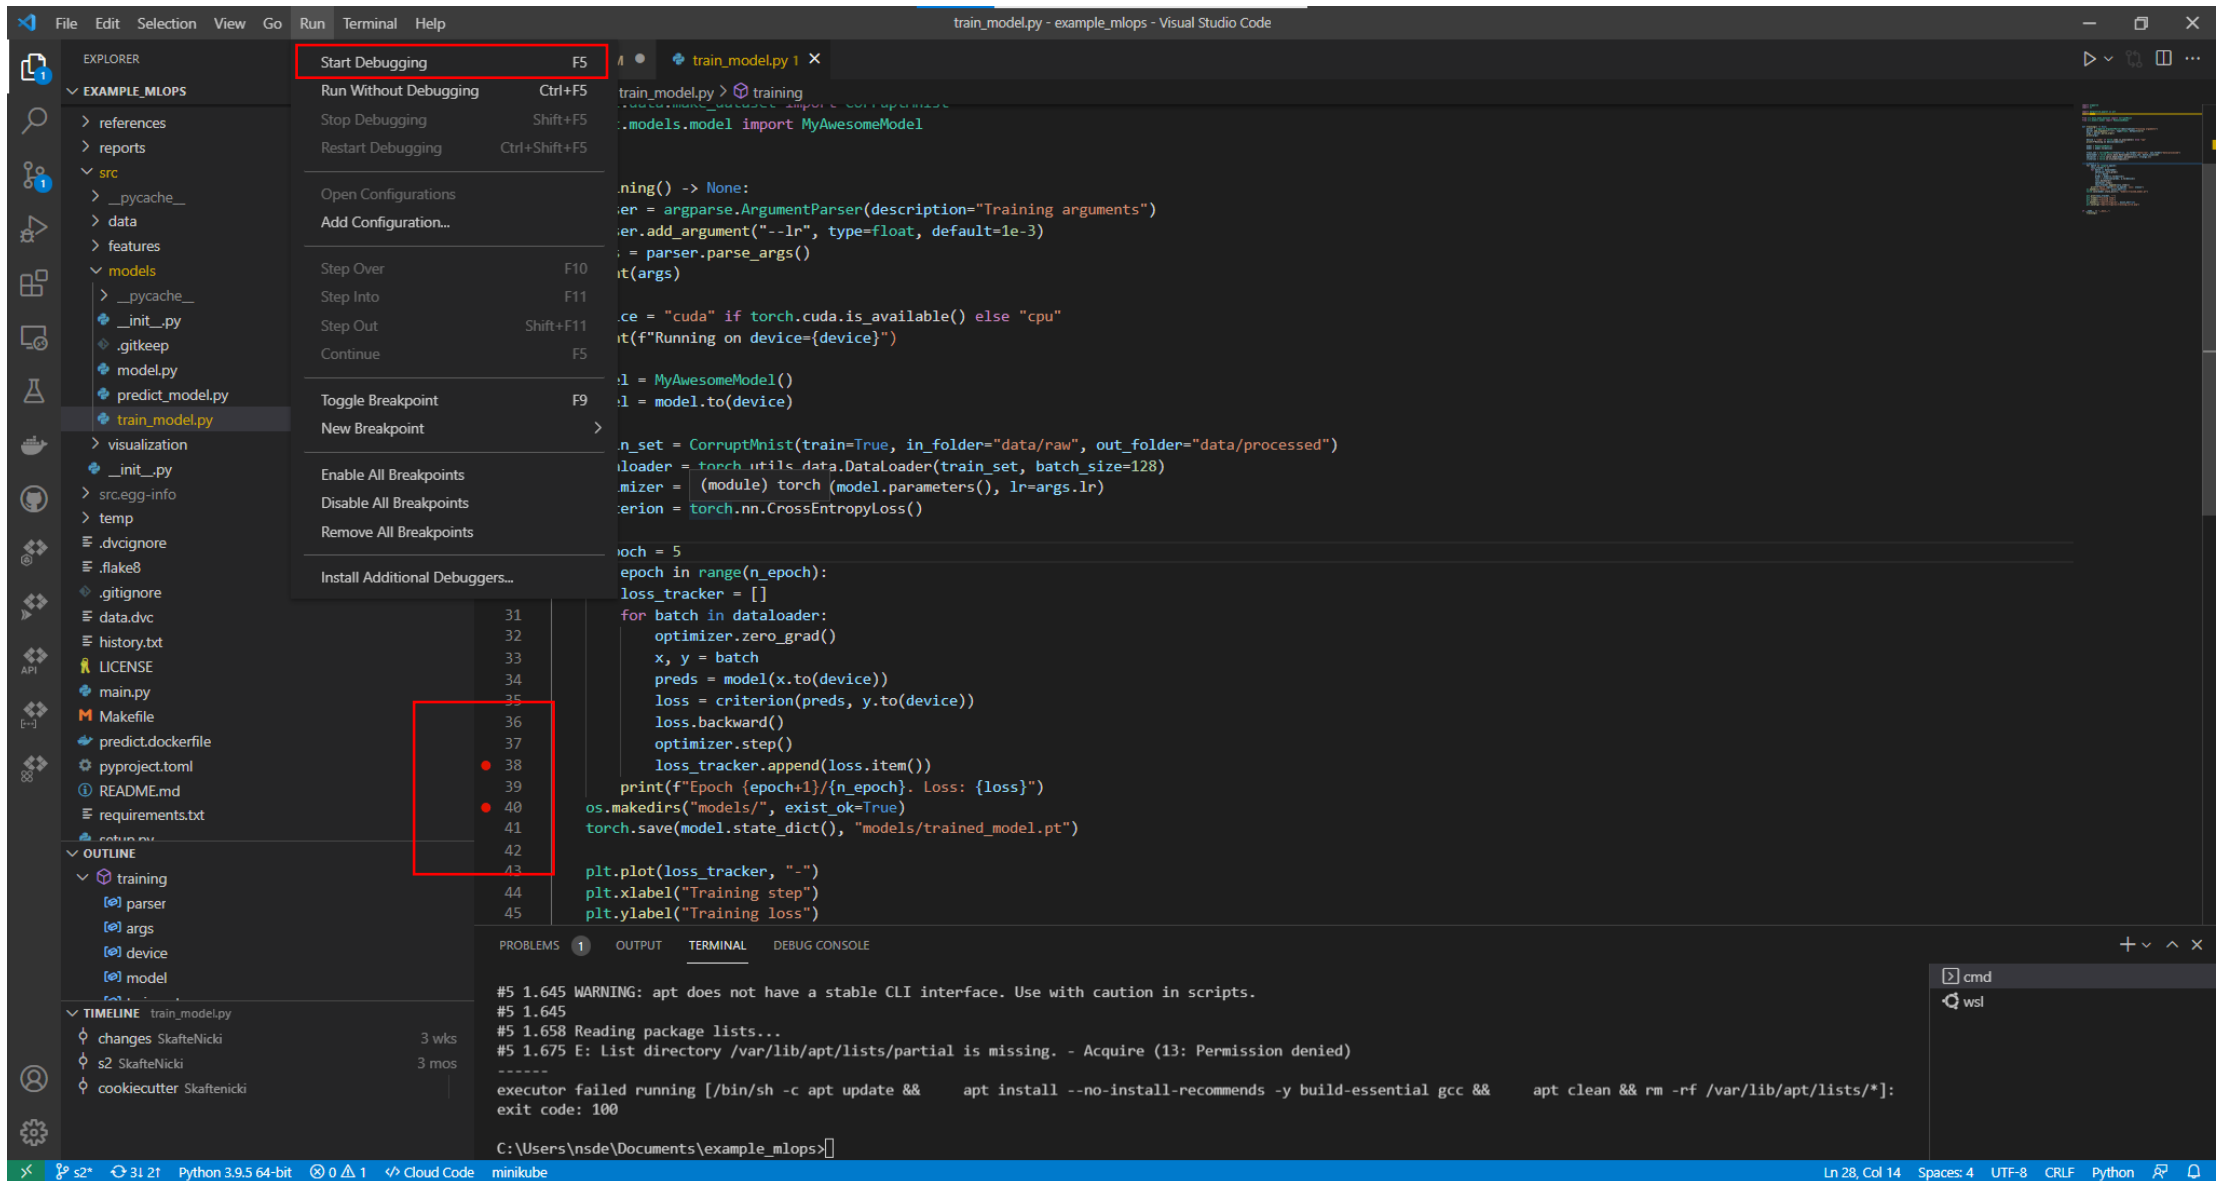 File Edit Selection View Go Run Terminal Help
train_model.py - example_mlops - Visual Studio Code
EXPLORER
EXAMPLE_MLOPS
references
reports
src
__pycache__
data
features
models
__pycache__
__init__.py
.gitkeep
model.py
predict_model.py
train_model.py
visualization
__init__.py
src.egg-info
temp
.dvcignore
.flake8
.gitignore
data.dvc
history.txt
LICENSE
main.py
Makefile
predict.dockerfile
pyproject.toml
README.md
requirements.txt
setup.py
OUTLINE
training
parser
args
device
model
TIMELINE train_model.py
changes SkafteNicki 3 wks
s2 SkafteNicki 3 mos
cookiecutter Skaftenicki
Start Debugging F5
Run Without Debugging Ctrl+F5
Stop Debugging Shift+F5
Restart Debugging Ctrl+Shift+F5
Open Configurations
Add Configuration...
Step Over F10
Step Into F11
Step Out Shift+F11
Continue F5
Toggle Breakpoint F9
New Breakpoint
Enable All Breakpoints
Disable All Breakpoints
Remove All Breakpoints
Install Additional Debuggers...
train_model.py 1
train_model.py > training
.data.make_dataset import CorruptMnist
.models.model import MyAwesomeModel
ning() -> None:
ser = argparse.ArgumentParser(description="Training arguments")
er.add_argument("--lr", type=float, default=1e-3)
s = parser.parse_args()
nt(args)
ice = "cuda" if torch.cuda.is_available() else "cpu"
nt(f"Running on device={device}")
el = MyAwesomeModel()
el = model.to(device)
n_set = CorruptMnist(train=True, in_folder="data/raw", out_folder="data/processed")
loader = torch.utils.data.DataLoader(train_set, batch_size=128)
mizer = (module) torch (model.parameters(), lr=args.lr)
erion = torch.nn.CrossEntropyLoss()
och = 5
epoch in range(n_epoch):
loss_tracker = []
31 for batch in dataloader:
32 optimizer.zero_grad()
33 x, y = batch
34 preds = model(x.to(device))
35 loss = criterion(preds, y.to(device))
36 loss.backward()
37 optimizer.step()
38 loss_tracker.append(loss.item())
39 print(f"Epoch {epoch+1}/{n_epoch}. Loss: {loss}")
40 os.makedirs("models/", exist_ok=True)
41 torch.save(model.state_dict(), "models/trained_model.pt")
42
43 plt.plot(loss_tracker, "-")
44 plt.xlabel("Training step")
45 plt.ylabel("Training loss")
PROBLEMS 1 OUTPUT TERMINAL DEBUG CONSOLE
#5 1.645 WARNING: apt does not have a stable CLI interface. Use with caution in scripts.
#5 1.645
#5 1.658 Reading package lists...
#5 1.675 E: List directory /var/lib/apt/lists/partial is missing. - Acquire (13: Permission denied)
------
executor failed running [/bin/sh -c apt update && apt install --no-install-recommends -y build-essential gcc && apt clean && rm -rf /var/lib/apt/lists/*]:
exit code: 100
C:\Users\nsde\Documents\example_mlops>
cmd
wsl
s2* 3↓ 2↑ Python 3.9.5 64-bit 0 1 Cloud Code minikube
Ln 28, Col 14 Spaces: 4 UTF-8 CRLF Python